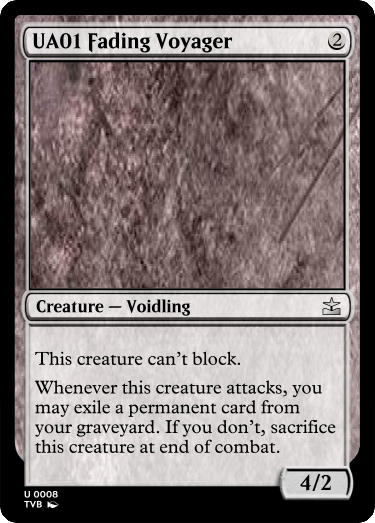 UA01 Fading Voyager 2
Creature — Voidling
This creature can't block.
Whenever this creature attacks, you
may exile a permanent card from
your graveyard. If you don't, sacrifice
this creature at end of combat.
4/2
U 0008
TVB